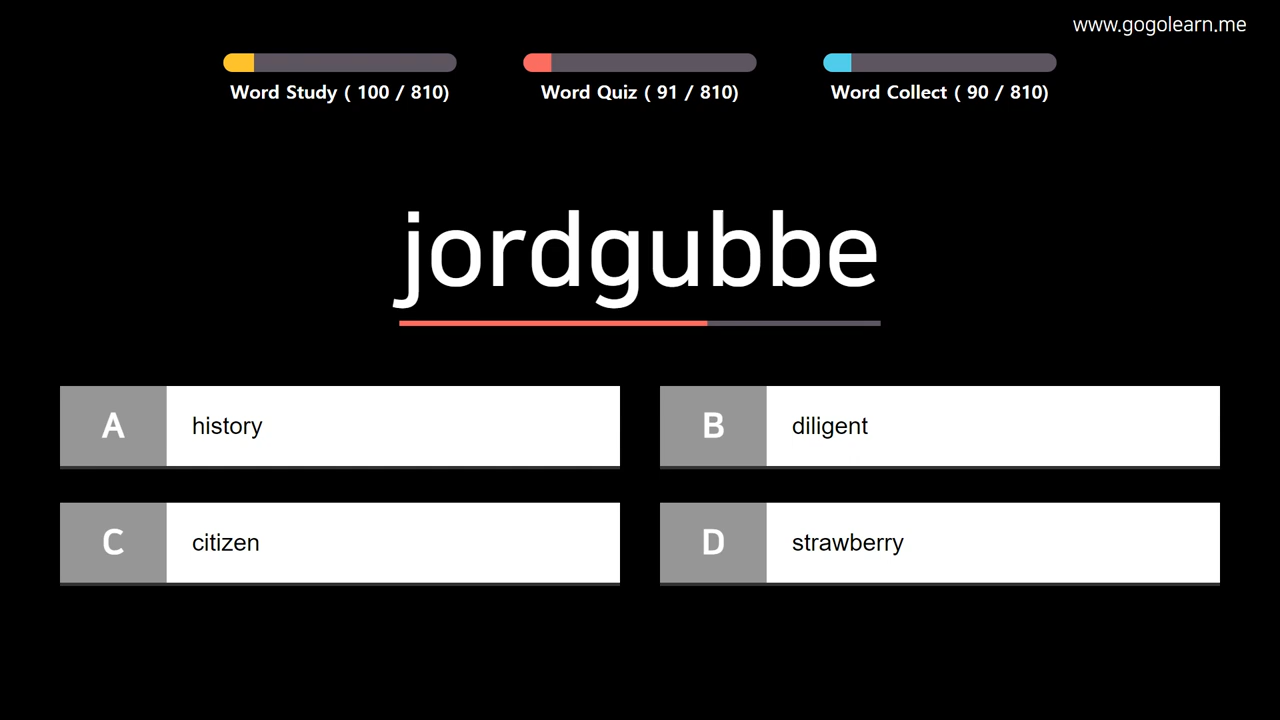 www.gogolearn.me
Word Study ( 100 / 810)
Word Quiz ( 91 / 810)
Word Collect ( 90 / 810)
jordgubbe
A history
B diligent
C citizen
D strawberry